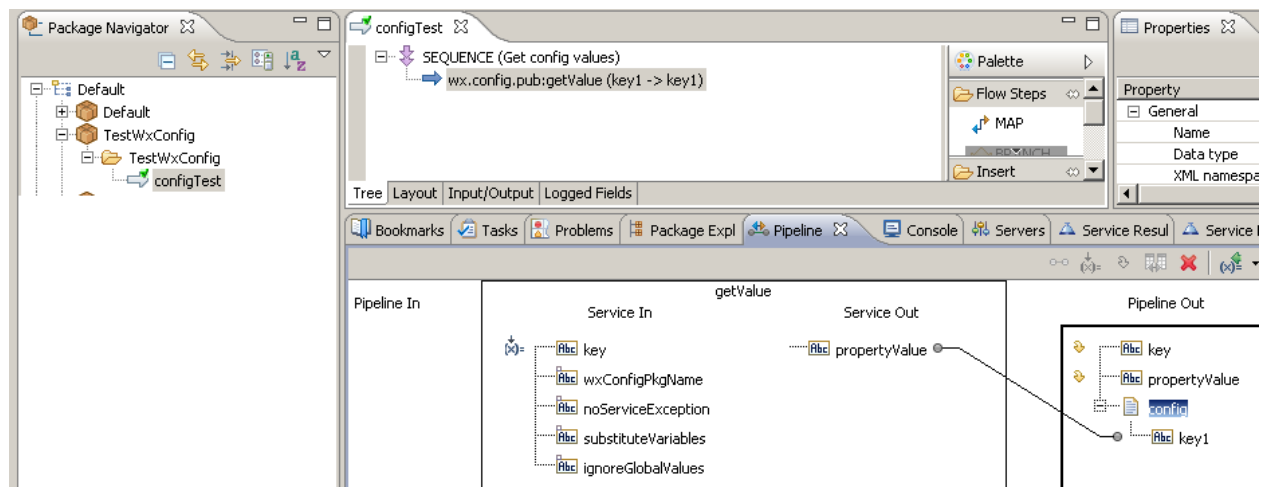 Package Navigator
Default
Default
TestWxConfig
TestWxConfig
configTest
configTest
SEQUENCE (Get config values)
wx.config.pub:getValue (key1 -> key1)
Palette
Flow Steps
MAP
BRANCH
Insert
Tree Layout Input/Output Logged Fields
Properties
Property
General
Name
Data type
XML namespa
Bookmarks Tasks Problems Package Expl Pipeline Console Servers Service Resul Service
Pipeline In
getValue
Service In Service Out
Pipeline Out
key
wxConfigPkgName
noServiceException
substituteVariables
ignoreGlobalValues
propertyValue
key
propertyValue
config
key1